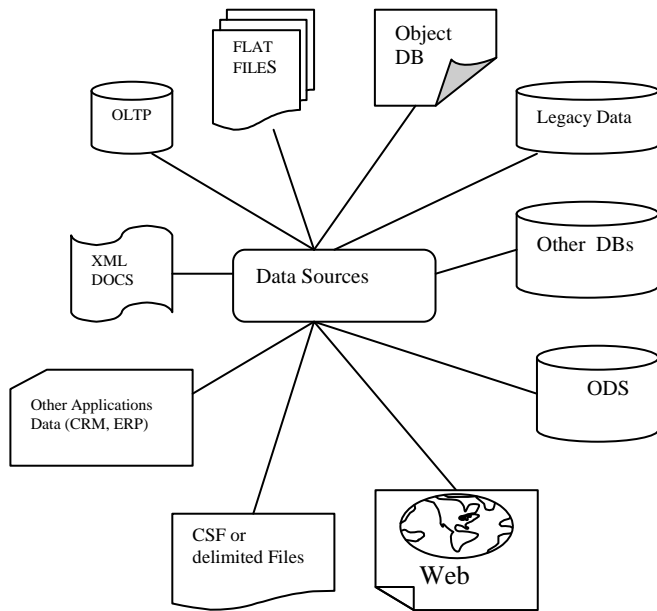 FLAT
FILES
Object
DB
OLTP
Legacy Data
XML
DOCS
Data Sources
Other DBs
Other Applications
Data (CRM, ERP)
ODS
CSF or
delimited Files
Web